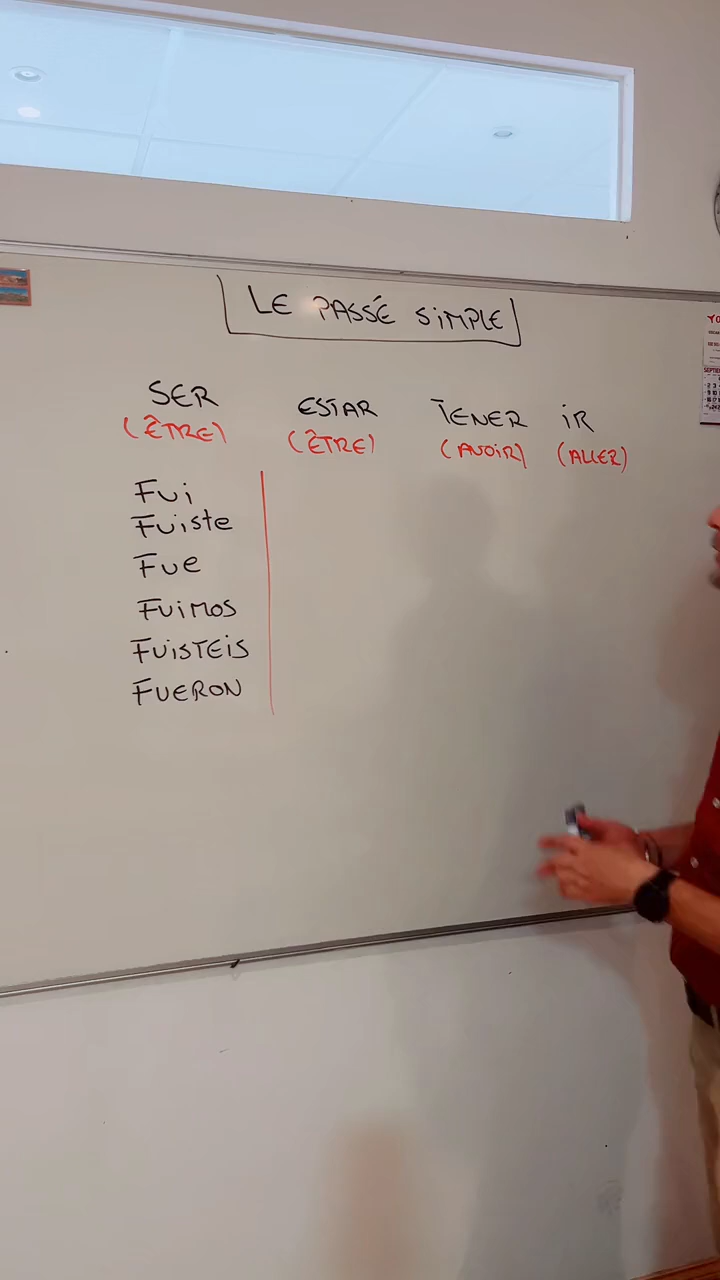 LE PASSÉ SIMPLE
SER ESTAR TENER iR
(ÊTRE) (ÊTRE) (AVOiR) (ALLER)
Fui
Fuiste
Fue
FuiMOS
FUiSTEiS
FUERON